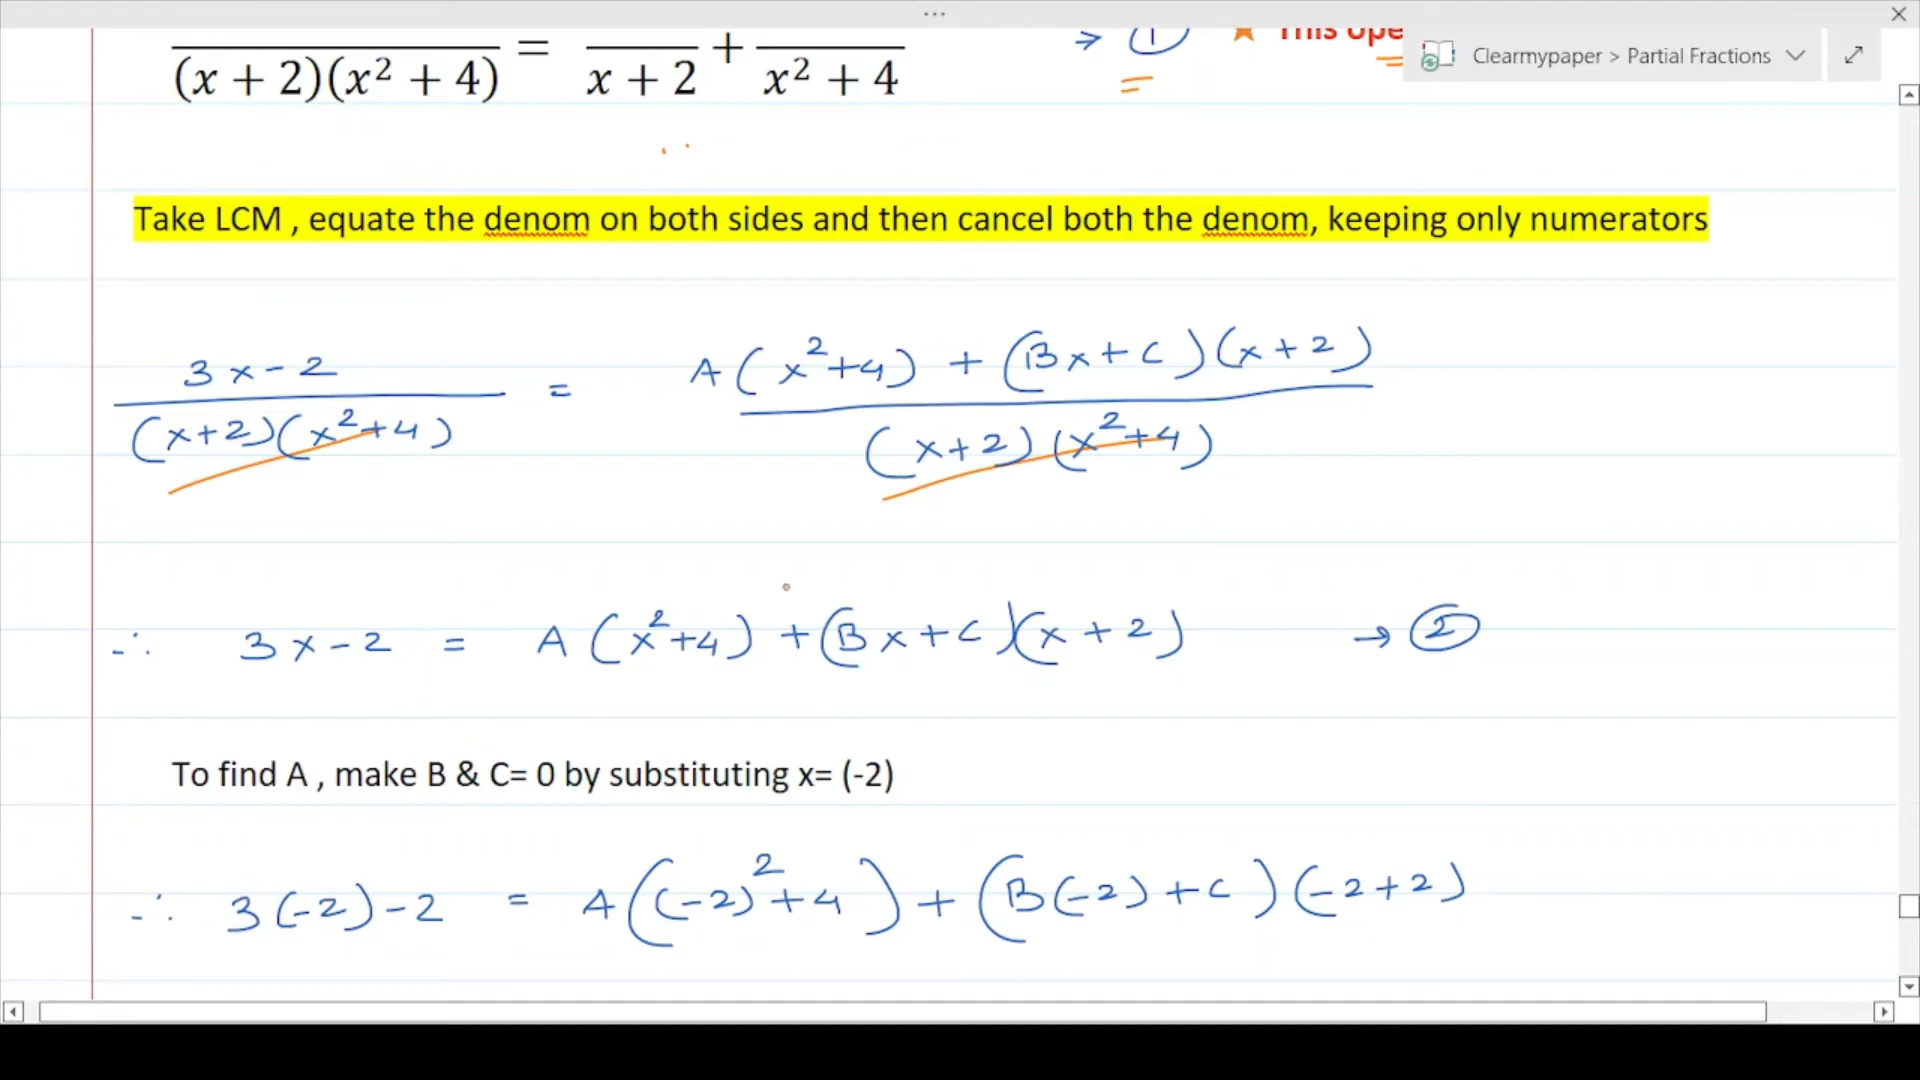 Clearmypaper > Partial Fractions
(x + 2)(x² + 4) = x + 2 + x² + 4 → ① ★ This ope
Take LCM , equate the denom on both sides and then cancel both the denom, keeping only numerators
3x-2 = A(x²+4) + (Bx+C)(x+2)
(x+2)(x²+4) (x+2)(x²+4)
∴ 3x-2 = A(x²+4) +(Bx+C)(x+2) → ②
To find A , make B & C= 0 by substituting x= (-2)
∴ 3(-2)-2 = A((-2)²+4) + (B(-2)+C)(-2+2)